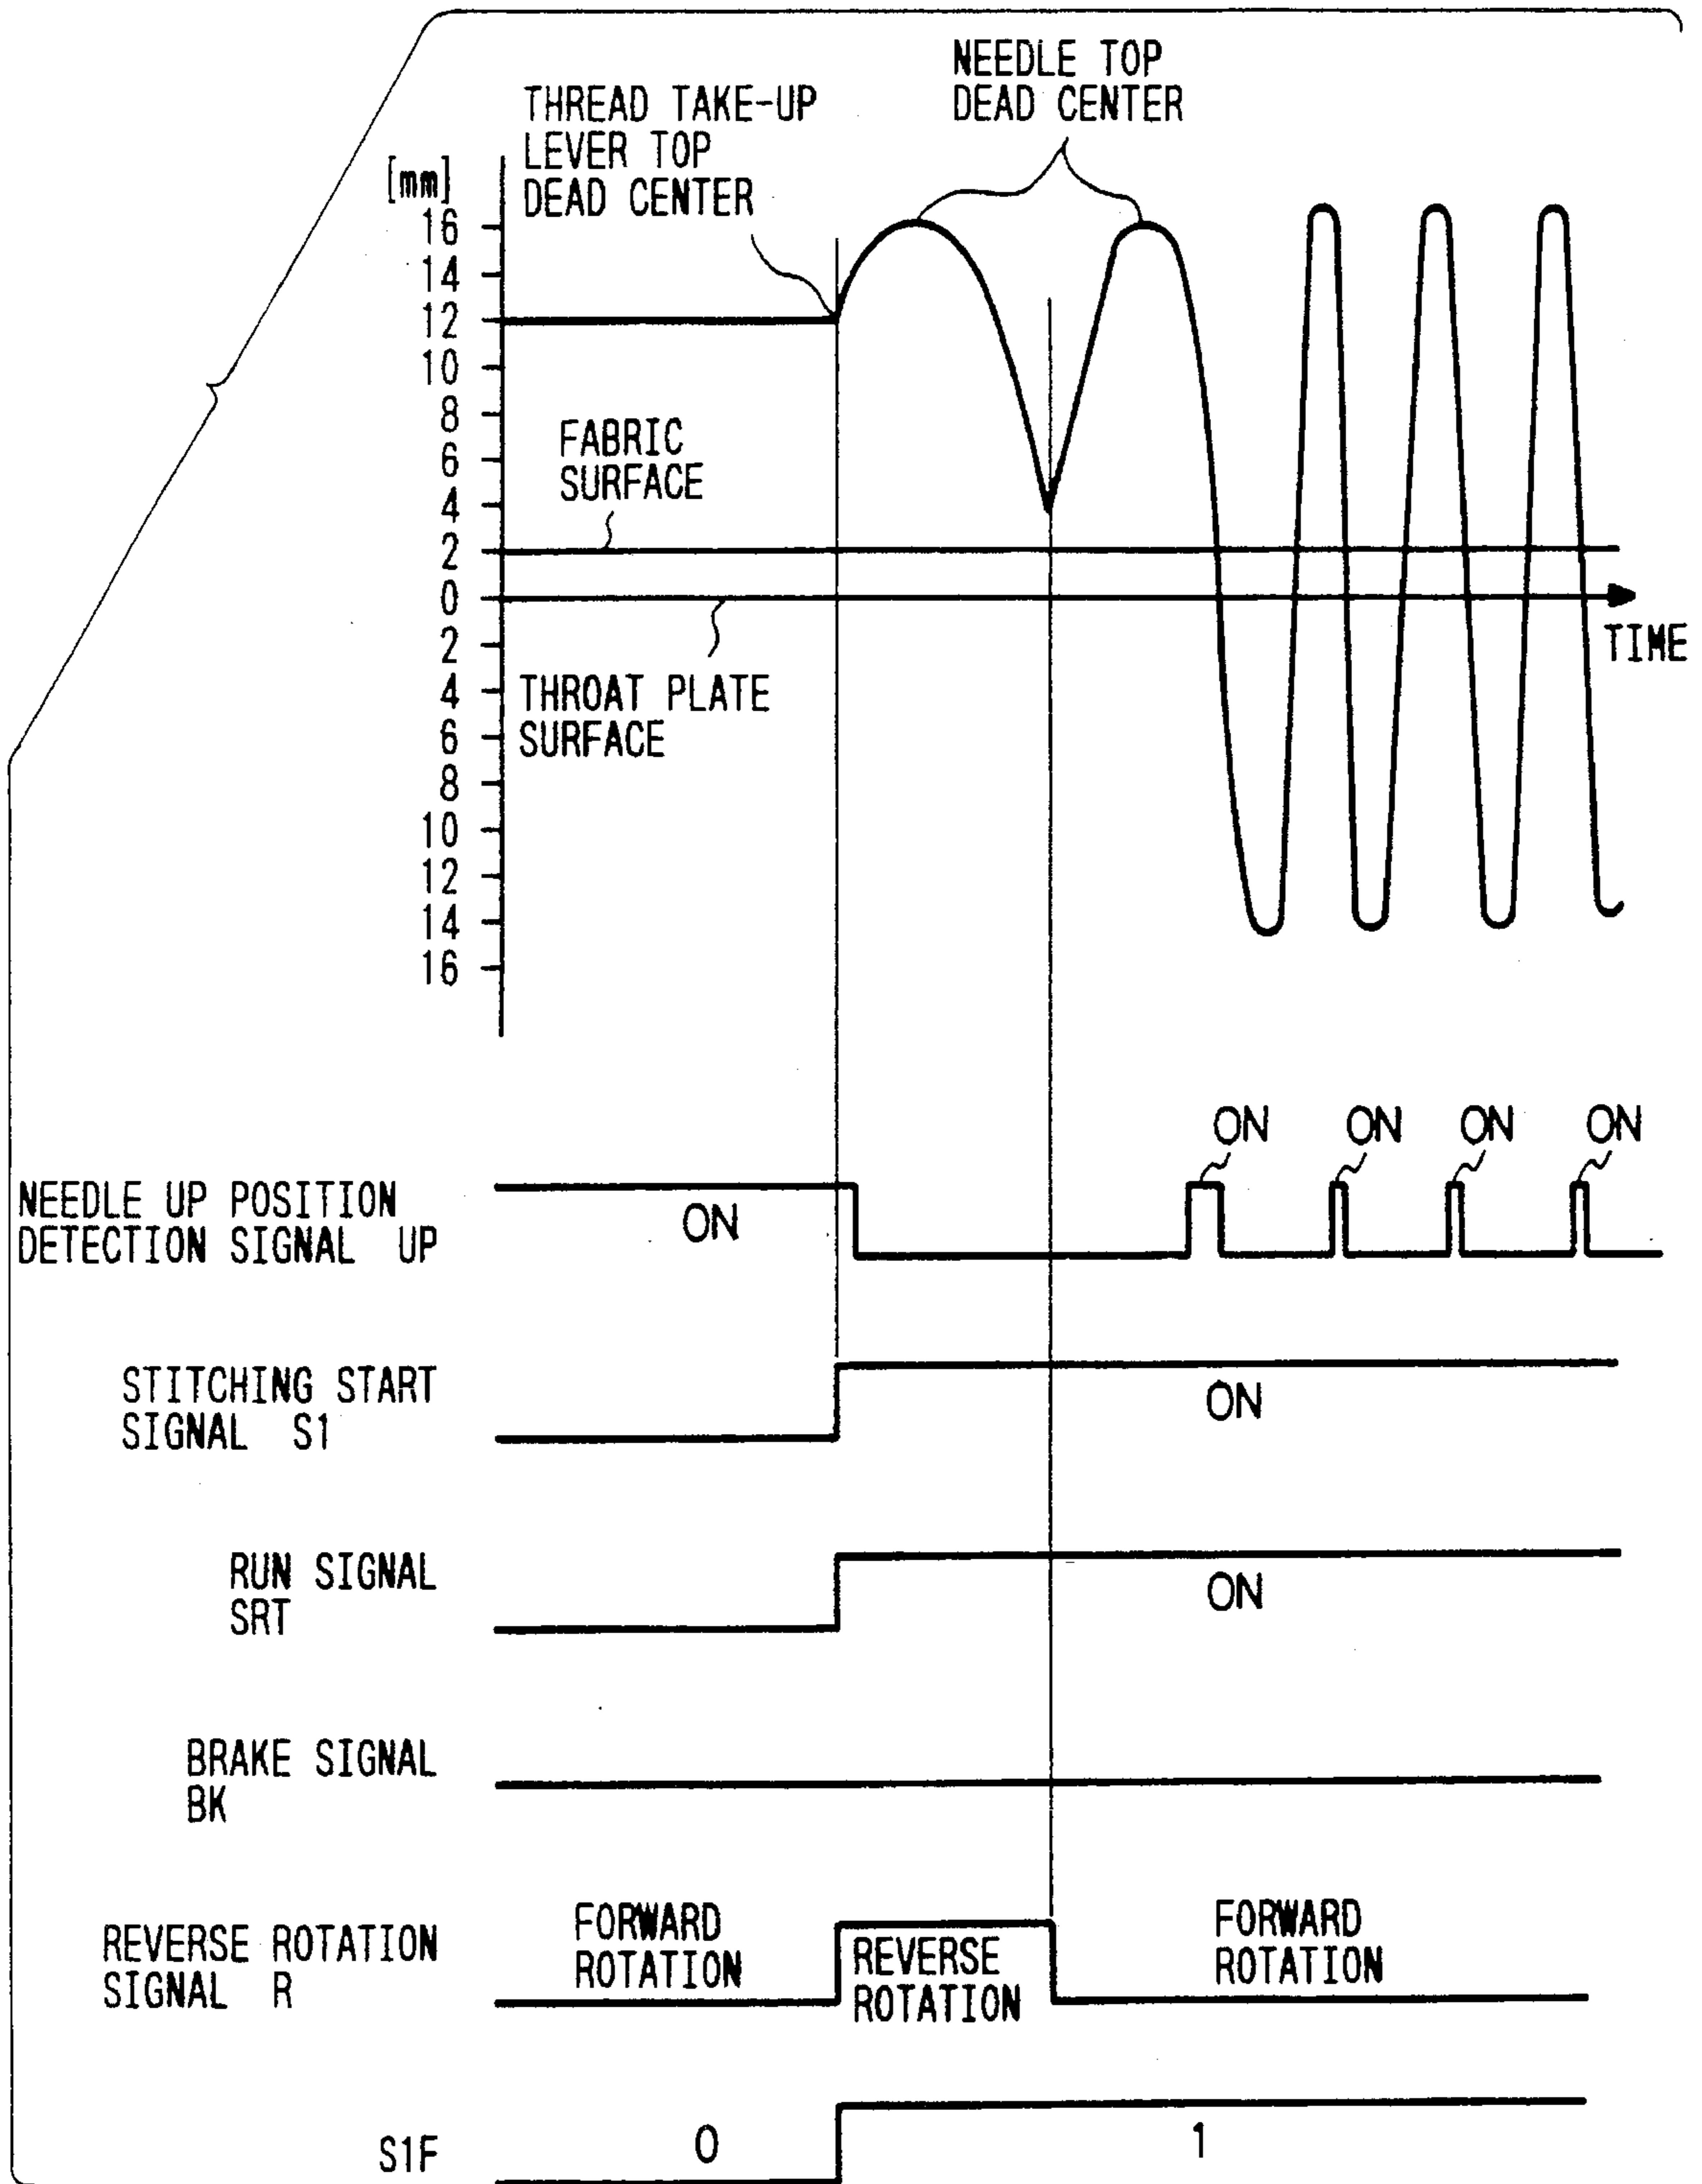 NEEDLE TOP
DEAD CENTER
THREAD TAKE-UP
LEVER TOP
DEAD CENTER
[mm]
16
14
12
10
8
6
4
2
0
2
4
6
8
10
12
14
16
FABRIC
SURFACE
TIME
THROAT PLATE
SURFACE
ON ON ON ON
NEEDLE UP POSITION
DETECTION SIGNAL UP
ON
STITCHING START
SIGNAL S1
ON
RUN SIGNAL
SRT
ON
BRAKE SIGNAL
BK
REVERSE ROTATION
SIGNAL R
FORWARD
ROTATION
REVERSE
ROTATION
FORWARD
ROTATION
S1F
0
1